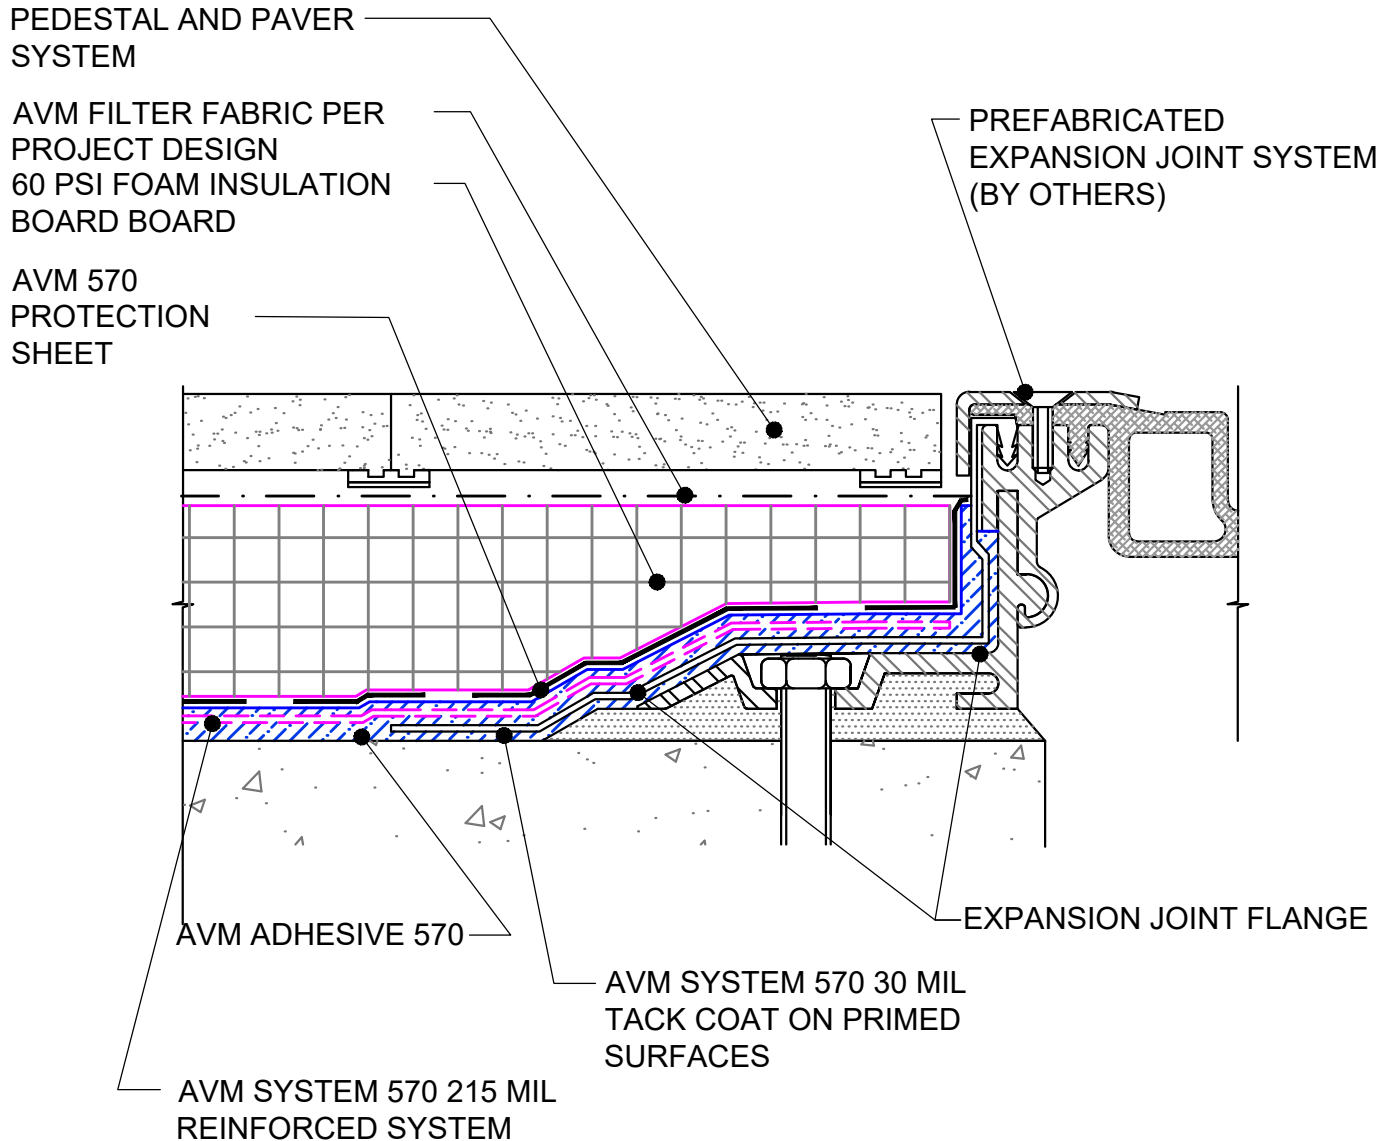 PEDESTAL AND PAVER
SYSTEM
AVM FILTER FABRIC PER
PROJECT DESIGN
60 PSI FOAM INSULATION
BOARD BOARD
AVM 570
PROTECTION
SHEET
PREFABRICATED
EXPANSION JOINT SYSTEM
(BY OTHERS)
AVM ADHESIVE 570
EXPANSION JOINT FLANGE
AVM SYSTEM 570 30 MIL
TACK COAT ON PRIMED
SURFACES
AVM SYSTEM 570 215 MIL
REINFORCED SYSTEM